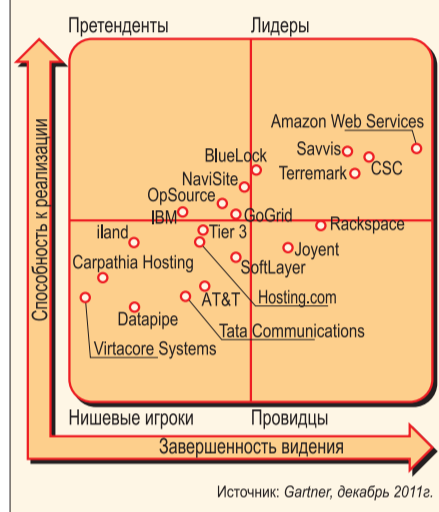 Претенденты Лидеры
Способность к реализации
Amazon Web Services
Savvis
BlueLock
CSC
Terremark
NaviSite
OpSource
IBM
GoGrid
Rackspace
iland
Tier 3
Joyent
Carpathia Hosting
SoftLayer
AT&T
Hosting.com
Datapipe
Tata Communications
Virtacore Systems
Нишевые игроки Провидцы
Завершенность видения
Источник: Gartner, декабрь 2011г.